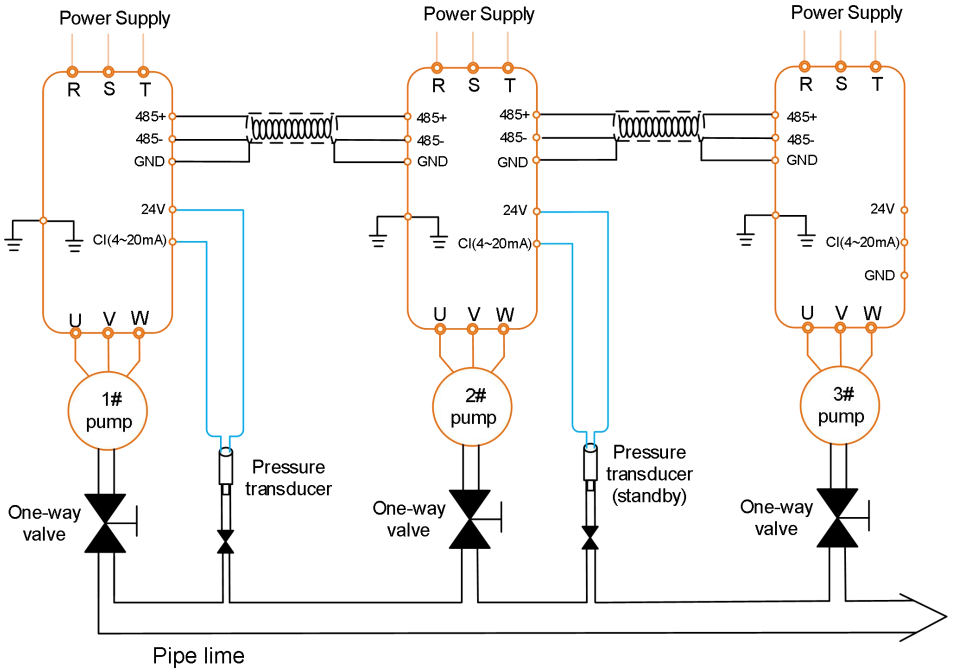 Power Supply
Power Supply
Power Supply
R S T
R S T
R S T
485+
485-
GND
24V
CI(4~20mA)
U V W
1#
pump
485+
485-
GND
485+
485-
GND
24V
CI(4~20mA)
U V W
2#
pump
485+
485-
GND
24V
CI(4~20mA)
GND
U V W
3#
pump
One-way
valve
Pressure
transducer
One-way
valve
Pressure
transducer
(standby)
One-way
valve
Pipe lime